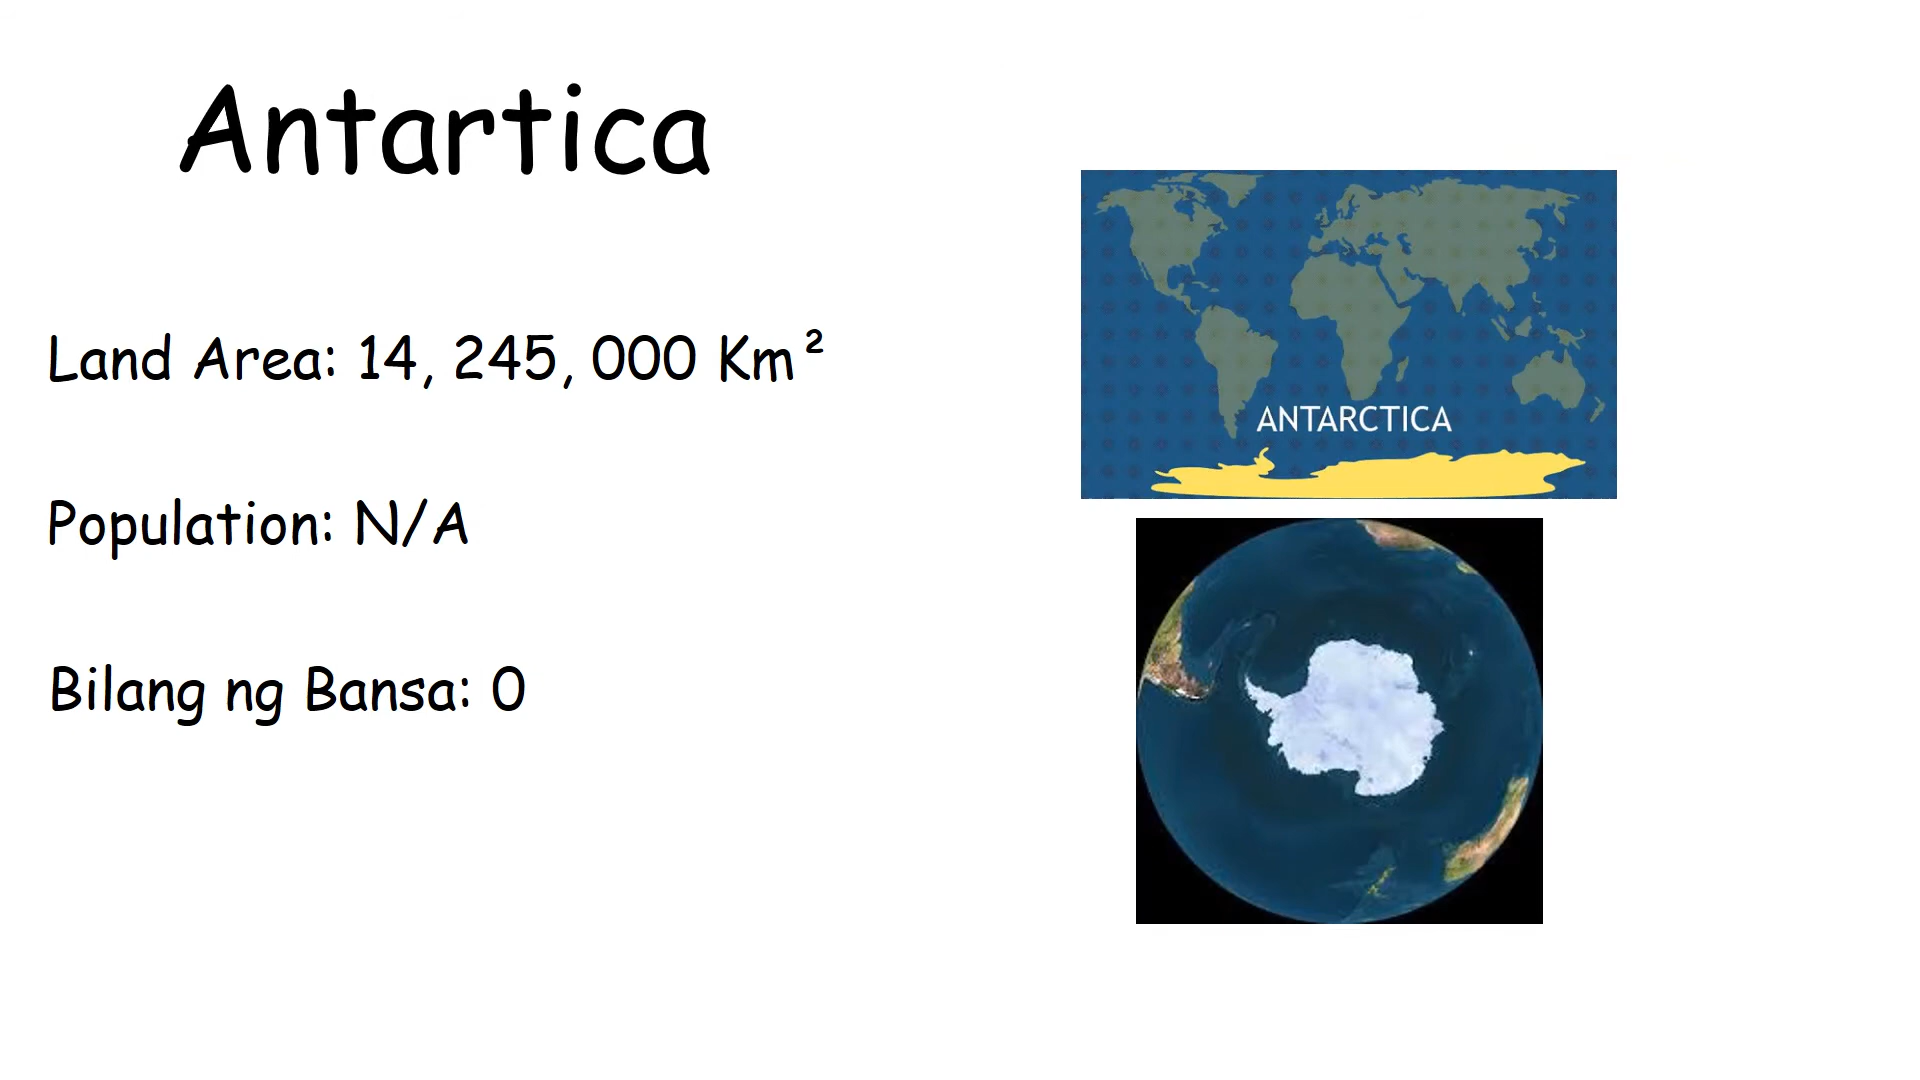 Antartica
Land Area: 14, 245, 000 Km²
Population: N/A
Bilang ng Bansa: 0
ANTARCTICA